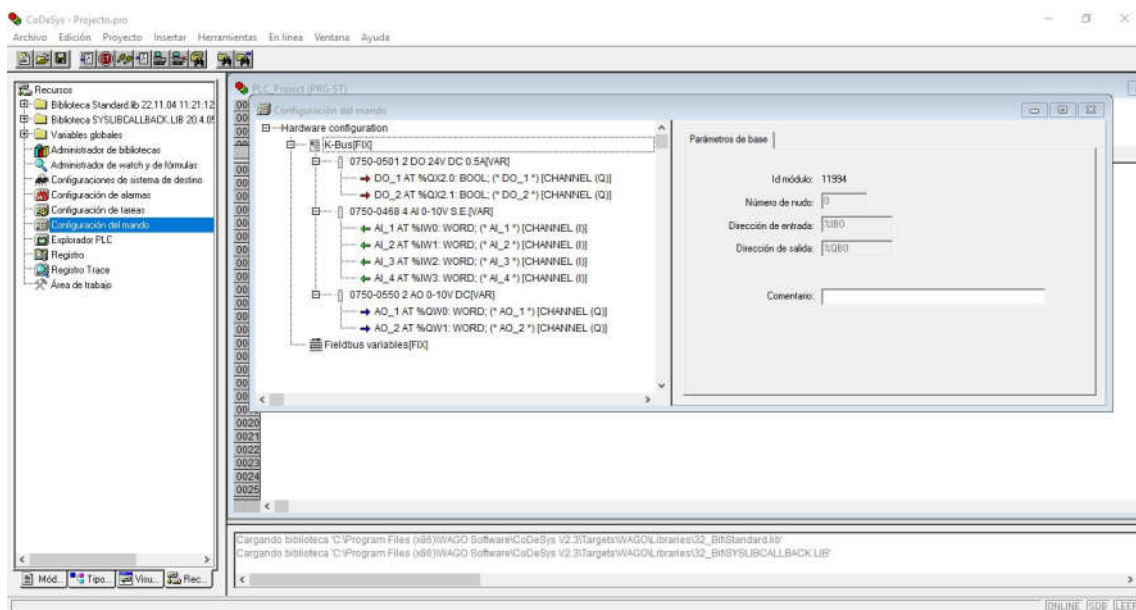 CoDeSys - Projecto.pro
Archivo Edición Proyecto Insertar Herramientas En línea Ventana Ayuda
Recursos
Biblioteca Standard.lib 22.11.04 11:21:12
Biblioteca SYSLIBCALLBACK.LIB 20.4.05
Variables globales
Administrador de bibliotecas
Administrador de watch y de fórmulas
Configuraciones de sistema de destino
Configuración de alarmas
Configuración de tareas
Configuración del mando
Explorador PLC
Registro
Registro Trace
Área de trabajo
Mód...
Tipo...
Visu...
Rec...
PLC_Project (PRG-ST)
Configuración del mando
Hardware configuration
K-Bus[FIX]
0750-0501 2 DO 24V DC 0.5A[VAR]
DO_1 AT %QX2.0: BOOL; (* DO_1 *) [CHANNEL (Q)]
DO_2 AT %QX2.1: BOOL; (* DO_2 *) [CHANNEL (Q)]
0750-0468 4 AI 0-10V S.E.[VAR]
AI_1 AT %IW0: WORD; (* AI_1 *) [CHANNEL (I)]
AI_2 AT %IW1: WORD; (* AI_2 *) [CHANNEL (I)]
AI_3 AT %IW2: WORD; (* AI_3 *) [CHANNEL (I)]
AI_4 AT %IW3: WORD; (* AI_4 *) [CHANNEL (I)]
0750-0550 2 AO 0-10V DC[VAR]
AO_1 AT %QW0: WORD; (* AO_1 *) [CHANNEL (Q)]
AO_2 AT %QW1: WORD; (* AO_2 *) [CHANNEL (Q)]
Fieldbus variables[FIX]
Parámetros de base
Id módulo: 11994
Número de nudo: 0
Dirección de entrada: %IB0
Dirección de salida: %QB0
Comentario:
0020
0021
0022
0023
0024
0025
Cargando biblioteca 'C:\Program Files (x86)\WAGO Software\CoDeSys V2.3\Targets\WAGO\Libraries\32_Bit\Standard.lib'
Cargando biblioteca 'C:\Program Files (x86)\WAGO Software\CoDeSys V2.3\Targets\WAGO\Libraries\32_Bit\SYSLIBCALLBACK.LIB'
ONLINE SDB